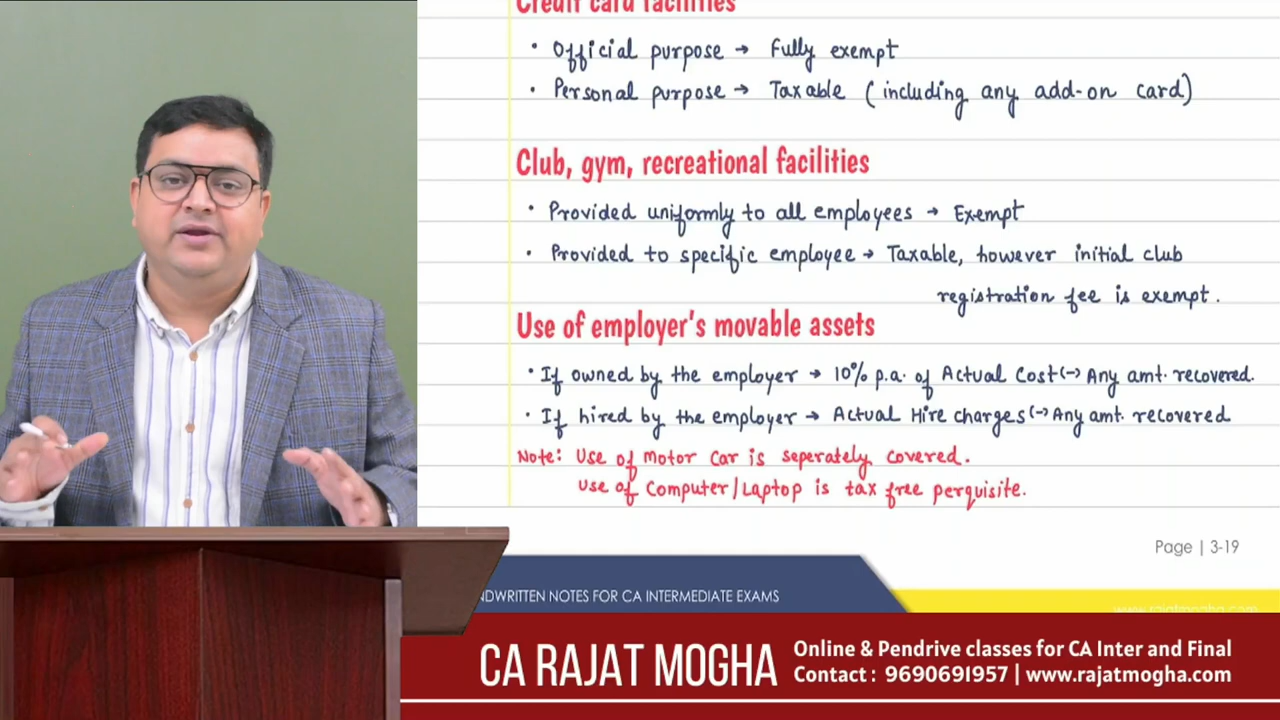 Credit card facilities
• Official purpose → Fully exempt
• Personal purpose → Taxable (including any add-on card)
Club, gym, recreational facilities
• Provided uniformly to all employees → Exempt
• Provided to specific employee → Taxable, however initial club
registration fee is exempt.
Use of employer's movable assets
• If owned by the employer → 10% p.a. of Actual Cost (-) Any amt. recovered.
• If hired by the employer → Actual Hire charges (-) Any amt. recovered
Note: Use of Motor Car is seperately covered.
Use of Computer/Laptop is tax free perquisite.
Page | 3-19
NDWRITTEN NOTES FOR CA INTERMEDIATE EXAMS
www.rajatmogha.com
CA RAJAT MOGHA
Online & Pendrive classes for CA Inter and Final
Contact : 9690691957 | www.rajatmogha.com